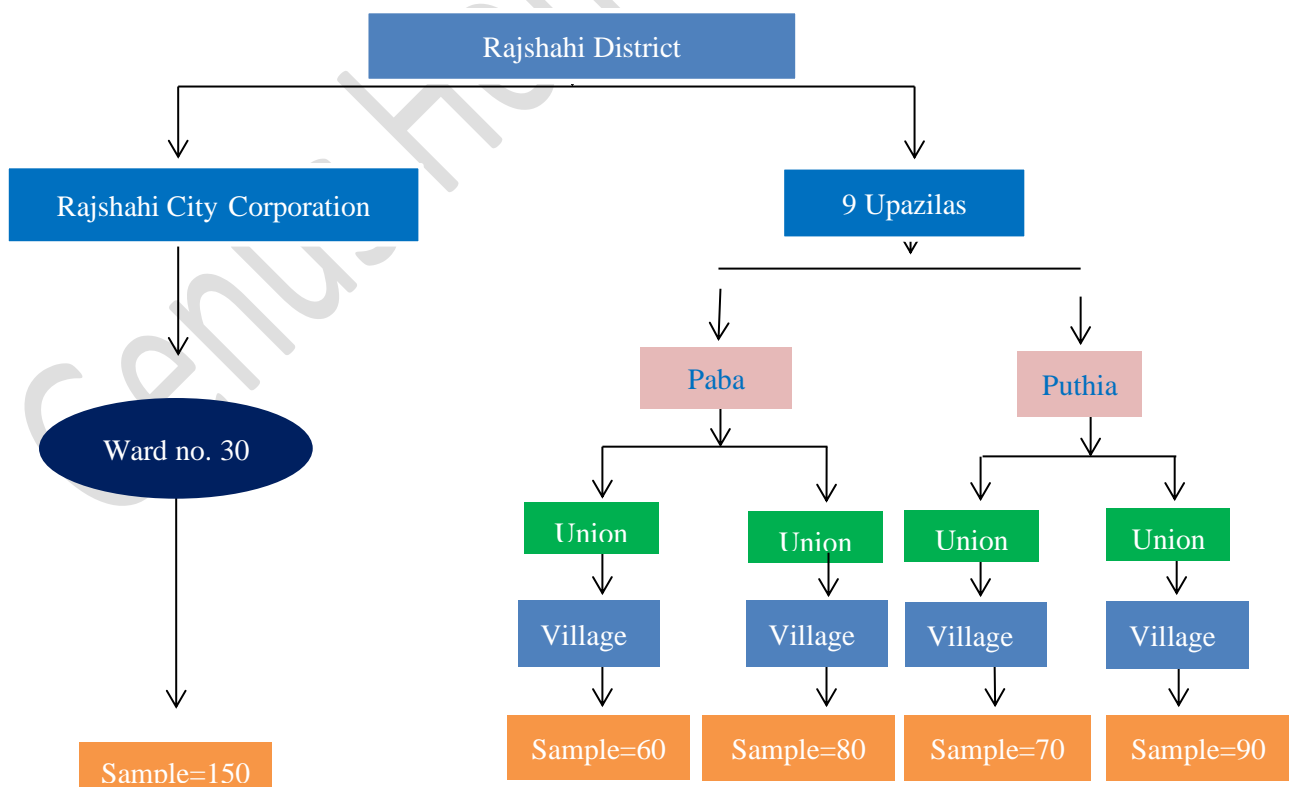 Rajshahi District
Rajshahi City Corporation
9 Upazilas
Paba
Puthia
Ward no. 30
Union
Union
Union
Union
Village
Village
Village
Village
Sample=60
Sample=80
Sample=70
Sample=90
Sample=150
Genus